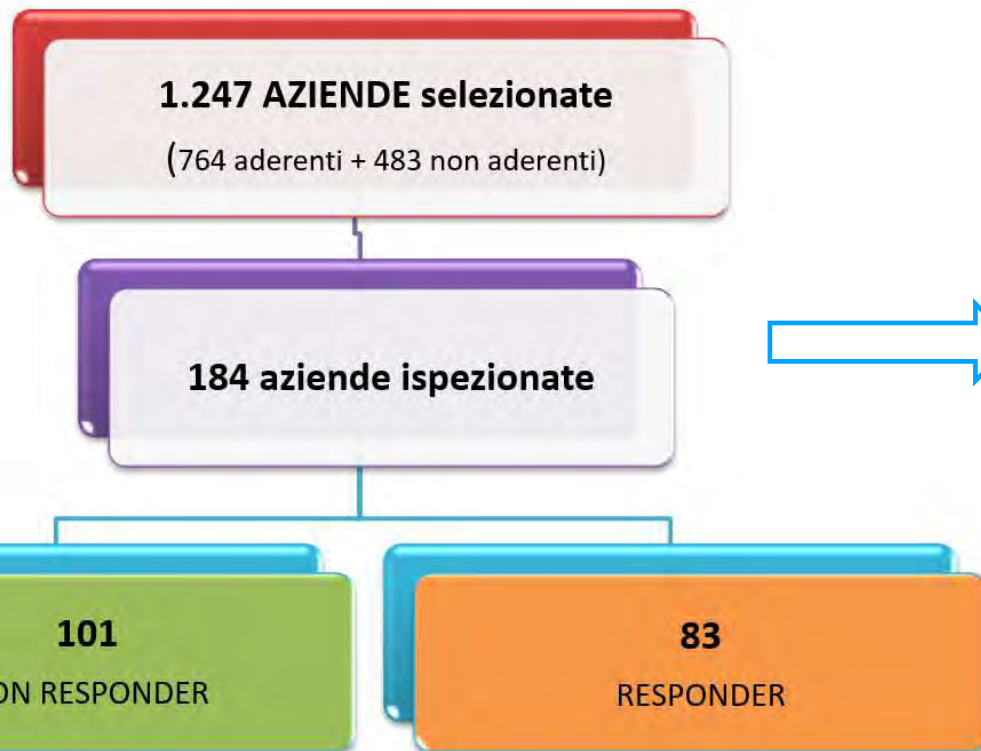 1.247 AZIENDE selezionate
(764 aderenti + 483 non aderenti)
184 aziende ispezionate
101
ON RESPONDER
83
RESPONDER